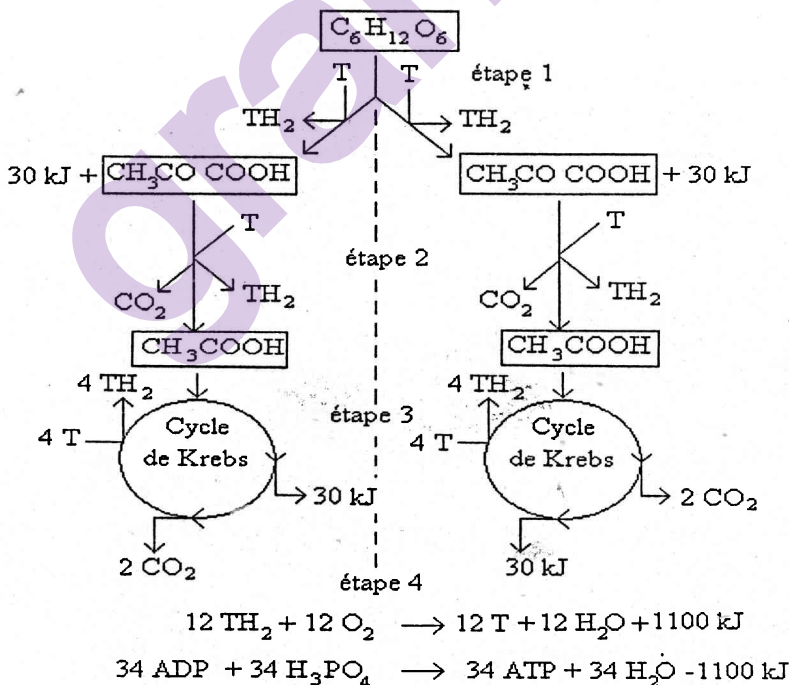 C₆H₁₂O₆
T T étape 1
TH₂ TH₂
30 kJ + CH₃CO COOH CH₃CO COOH + 30 kJ
T T
étape 2
CO₂ TH₂ CO₂ TH₂
CH₃COOH CH₃COOH
4 TH₂ 4 TH₂
étape 3
4 T Cycle 4 T Cycle
de Krebs de Krebs
30 kJ 2 CO₂
2 CO₂ 30 kJ
étape 4
12 TH₂ + 12 O₂ → 12 T + 12 H₂O + 1100 kJ
34 ADP + 34 H₃PO₄ → 34 ATP + 34 H₂O -1100 kJ